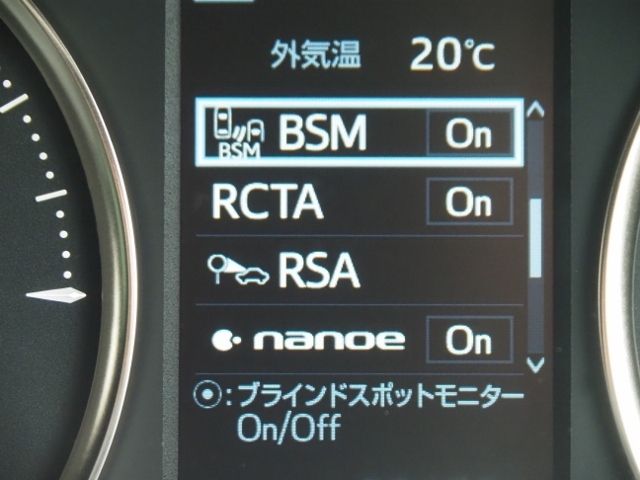 外気温 20℃
BSM BSM On
RCTA On
RSA
nanoe On
:ブラインドスポットモニター
On/Off